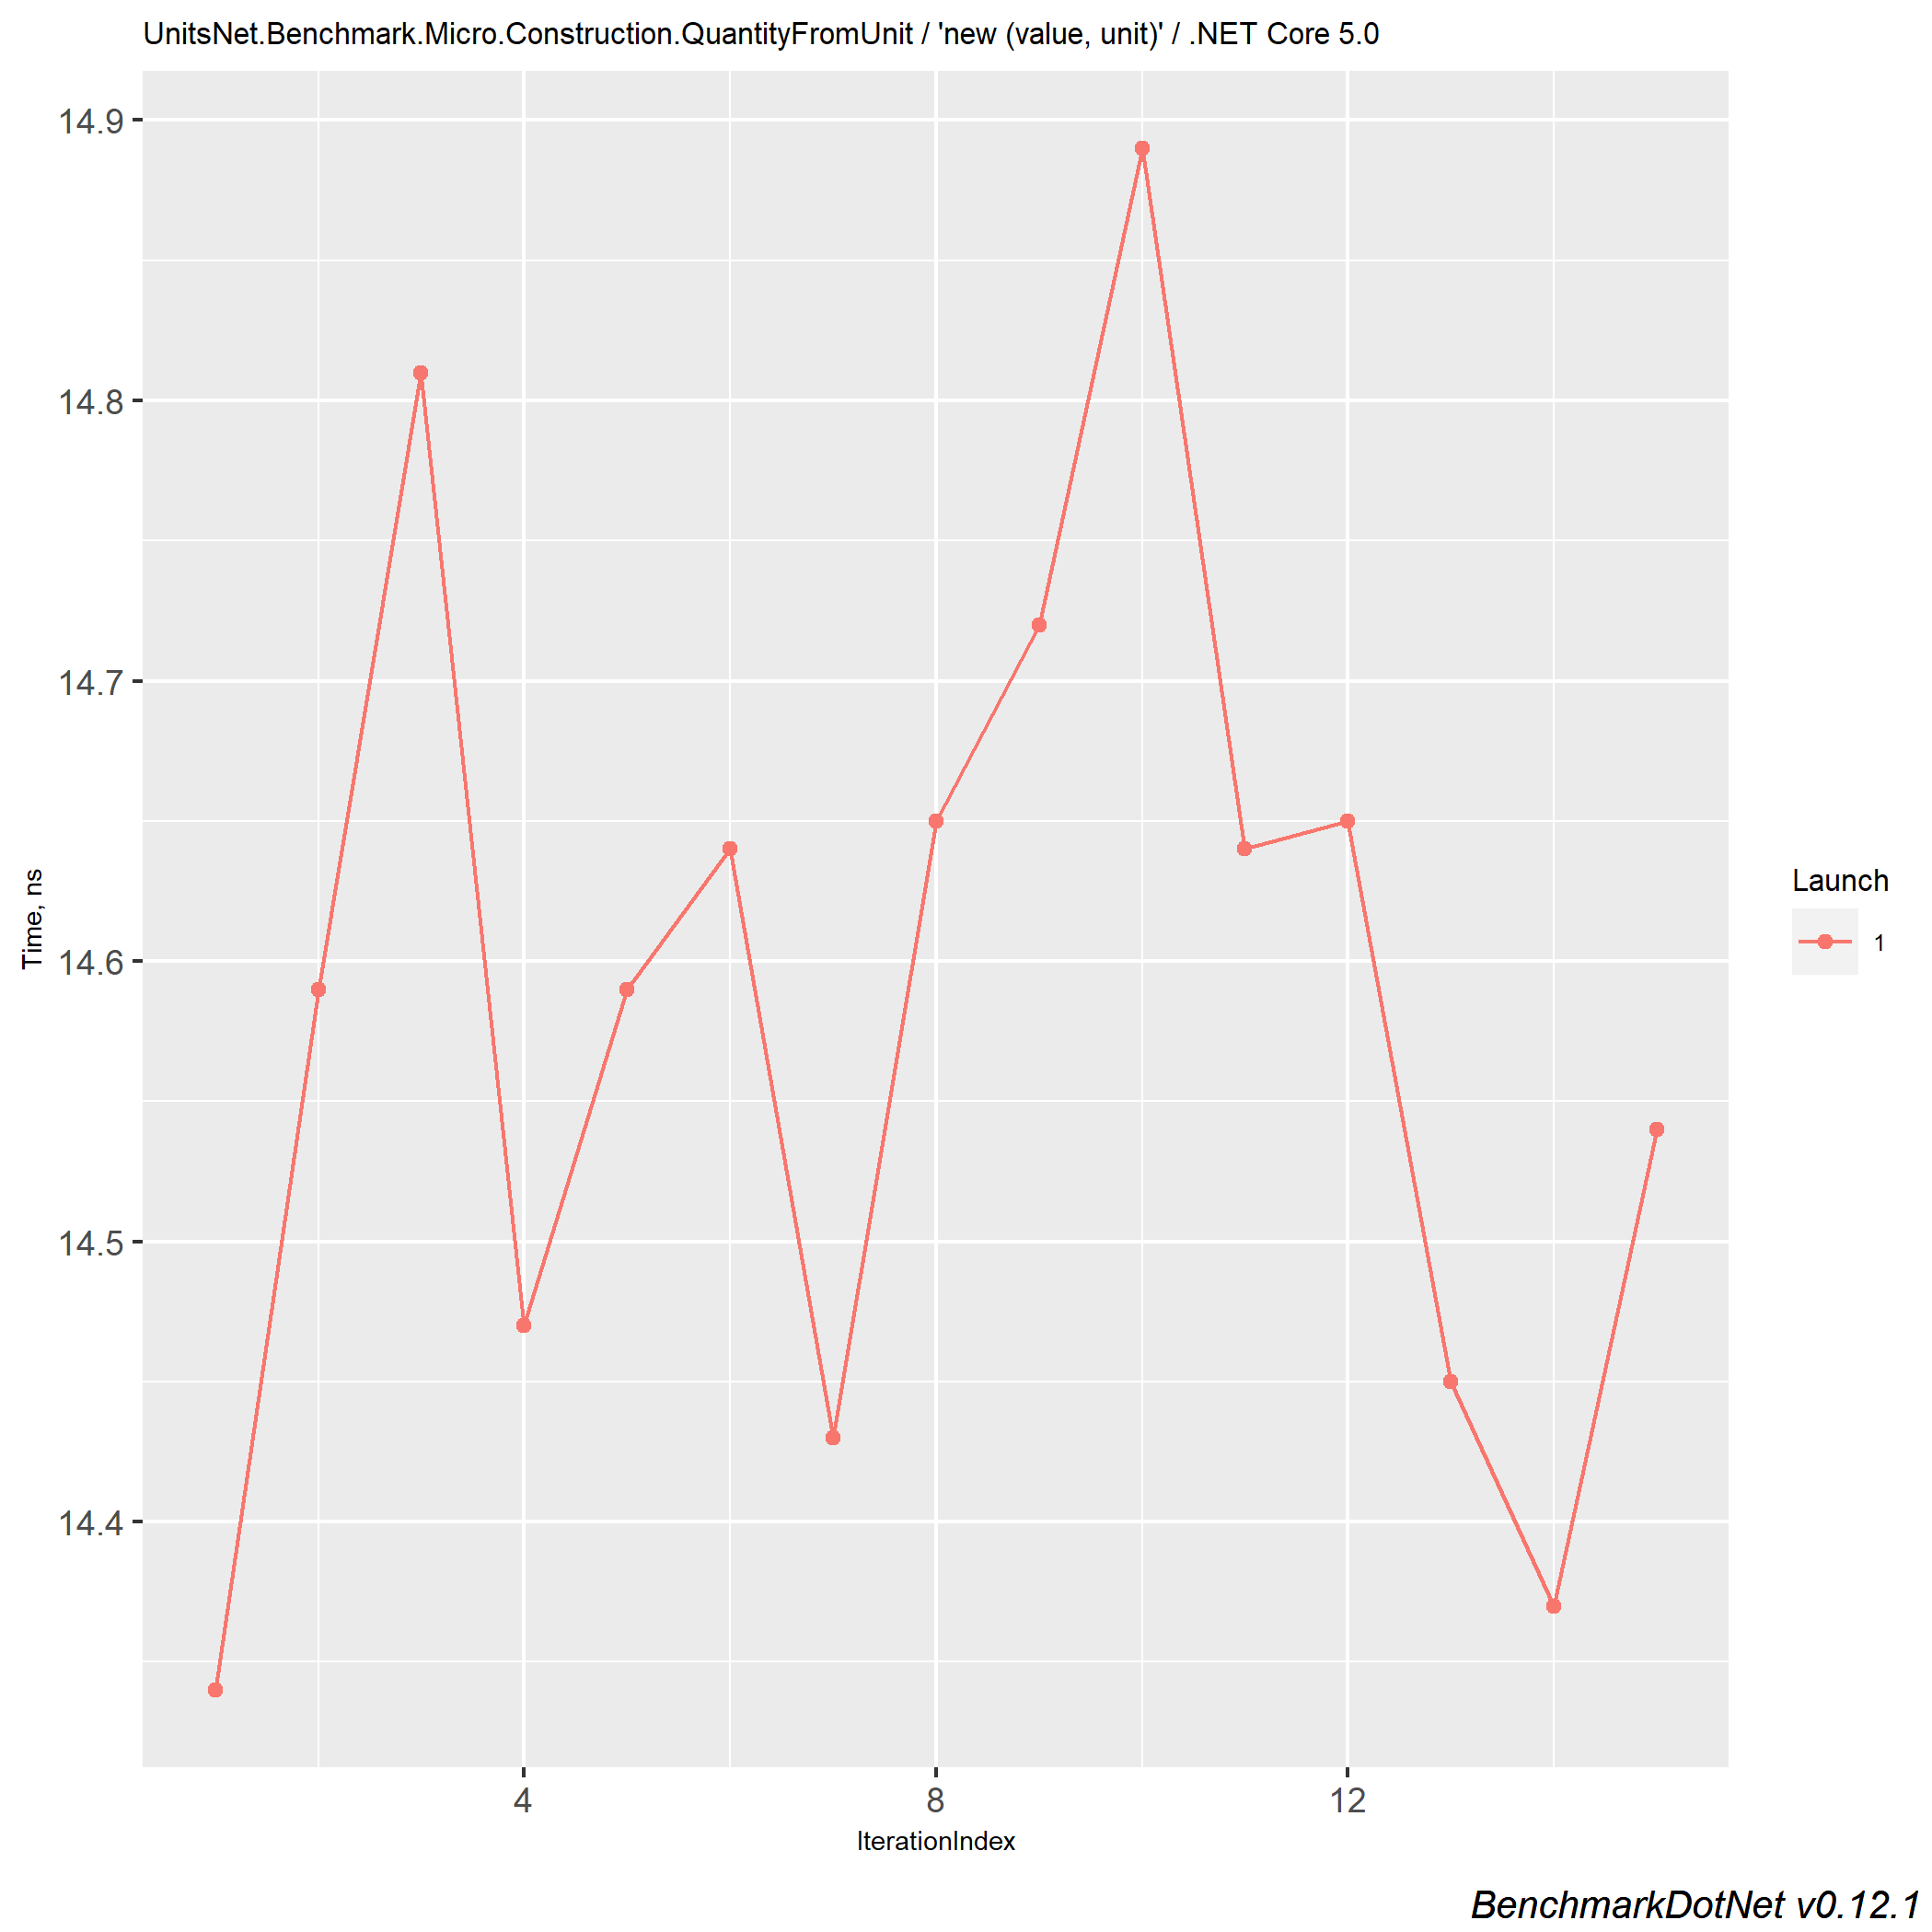 UnitsNet.Benchmark.Micro.Construction.QuantityFromUnit / 'new (value, unit)' / .NET Core 5.0
14.9
14.8
14.7
14.6
14.5
14.4
Time, ns
4
8
12
IterationIndex
Launch
1
BenchmarkDotNet v0.12.1